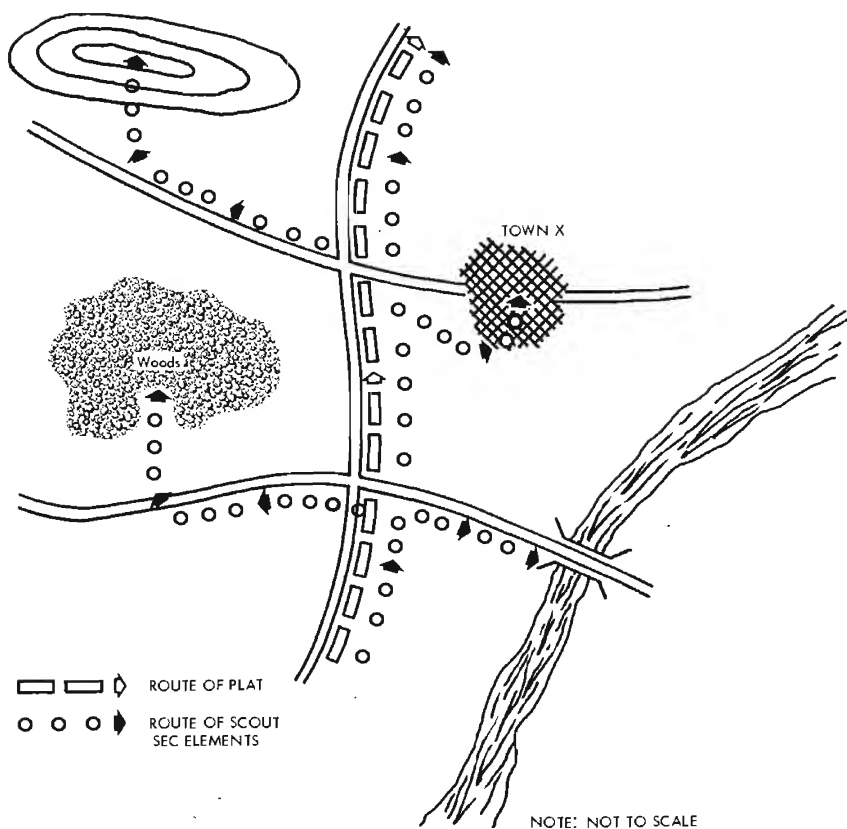 TOWN X
Woods
ROUTE OF PLAT
ROUTE OF SCOUT
SEC ELEMENTS
NOTE: NOT TO SCALE